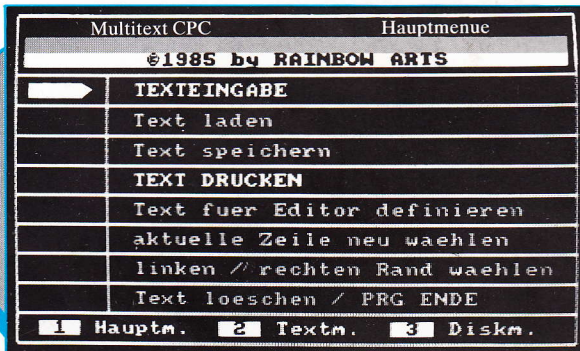 Multitext CPC Hauptmenue
©1985 by RAINBOW ARTS
TEXTEINGABE
Text laden
Text speichern
TEXT DRUCKEN
Text fuer Editor definieren
aktuelle Zeile neu waehlen
linken / rechten Rand waehlen
Text loeschen / PRG ENDE
1 Hauptm. 2 Textm. 3 Diskm.